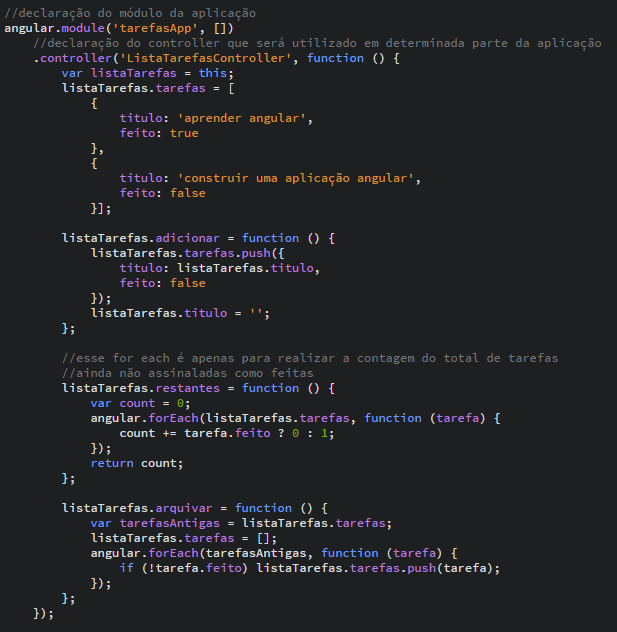 //declaração do módulo da aplicação
angular.module('tarefasApp', [])
    //declaração do controller que será utilizado em determinada parte da aplicação
    .controller('ListaTarefasController', function () {
        var listaTarefas = this;
        listaTarefas.tarefas = [
            {
                titulo: 'aprender angular',
                feito: true
            },
            {
                titulo: 'construir uma aplicação angular',
                feito: false
            }];

        listaTarefas.adicionar = function () {
            listaTarefas.tarefas.push({
                titulo: listaTarefas.titulo,
                feito: false
            });
            listaTarefas.titulo = '';
        };

        //esse for each é apenas para realizar a contagem do total de tarefas
        //ainda não assinaladas como feitas
        listaTarefas.restantes = function () {
            var count = 0;
            angular.forEach(listaTarefas.tarefas, function (tarefa) {
                count += tarefa.feito ? 0 : 1;
            });
            return count;
        };

        listaTarefas.arquivar = function () {
            var tarefasAntigas = listaTarefas.tarefas;
            listaTarefas.tarefas = [];
            angular.forEach(tarefasAntigas, function (tarefa) {
                if (!tarefa.feito) listaTarefas.tarefas.push(tarefa);
            });
        };
    });